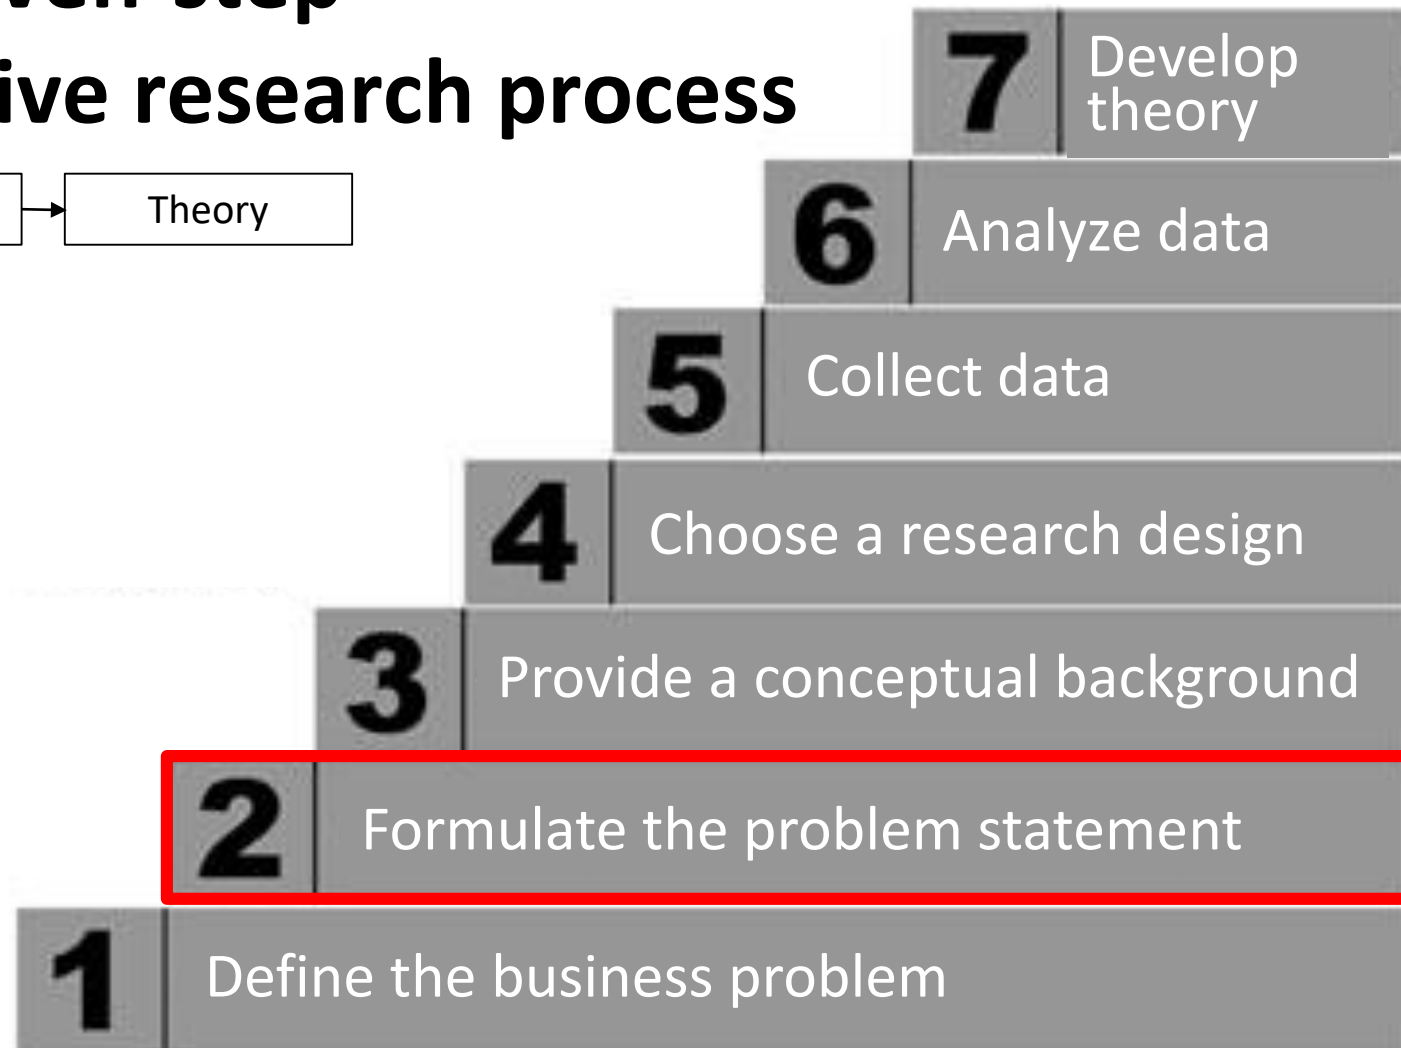 step
ive research process
Theory
7 Develop
theory
6 Analyze data
5 Collect data
4 Choose a research design
3 Provide a conceptual background
2 Formulate the problem statement
1 Define the business problem